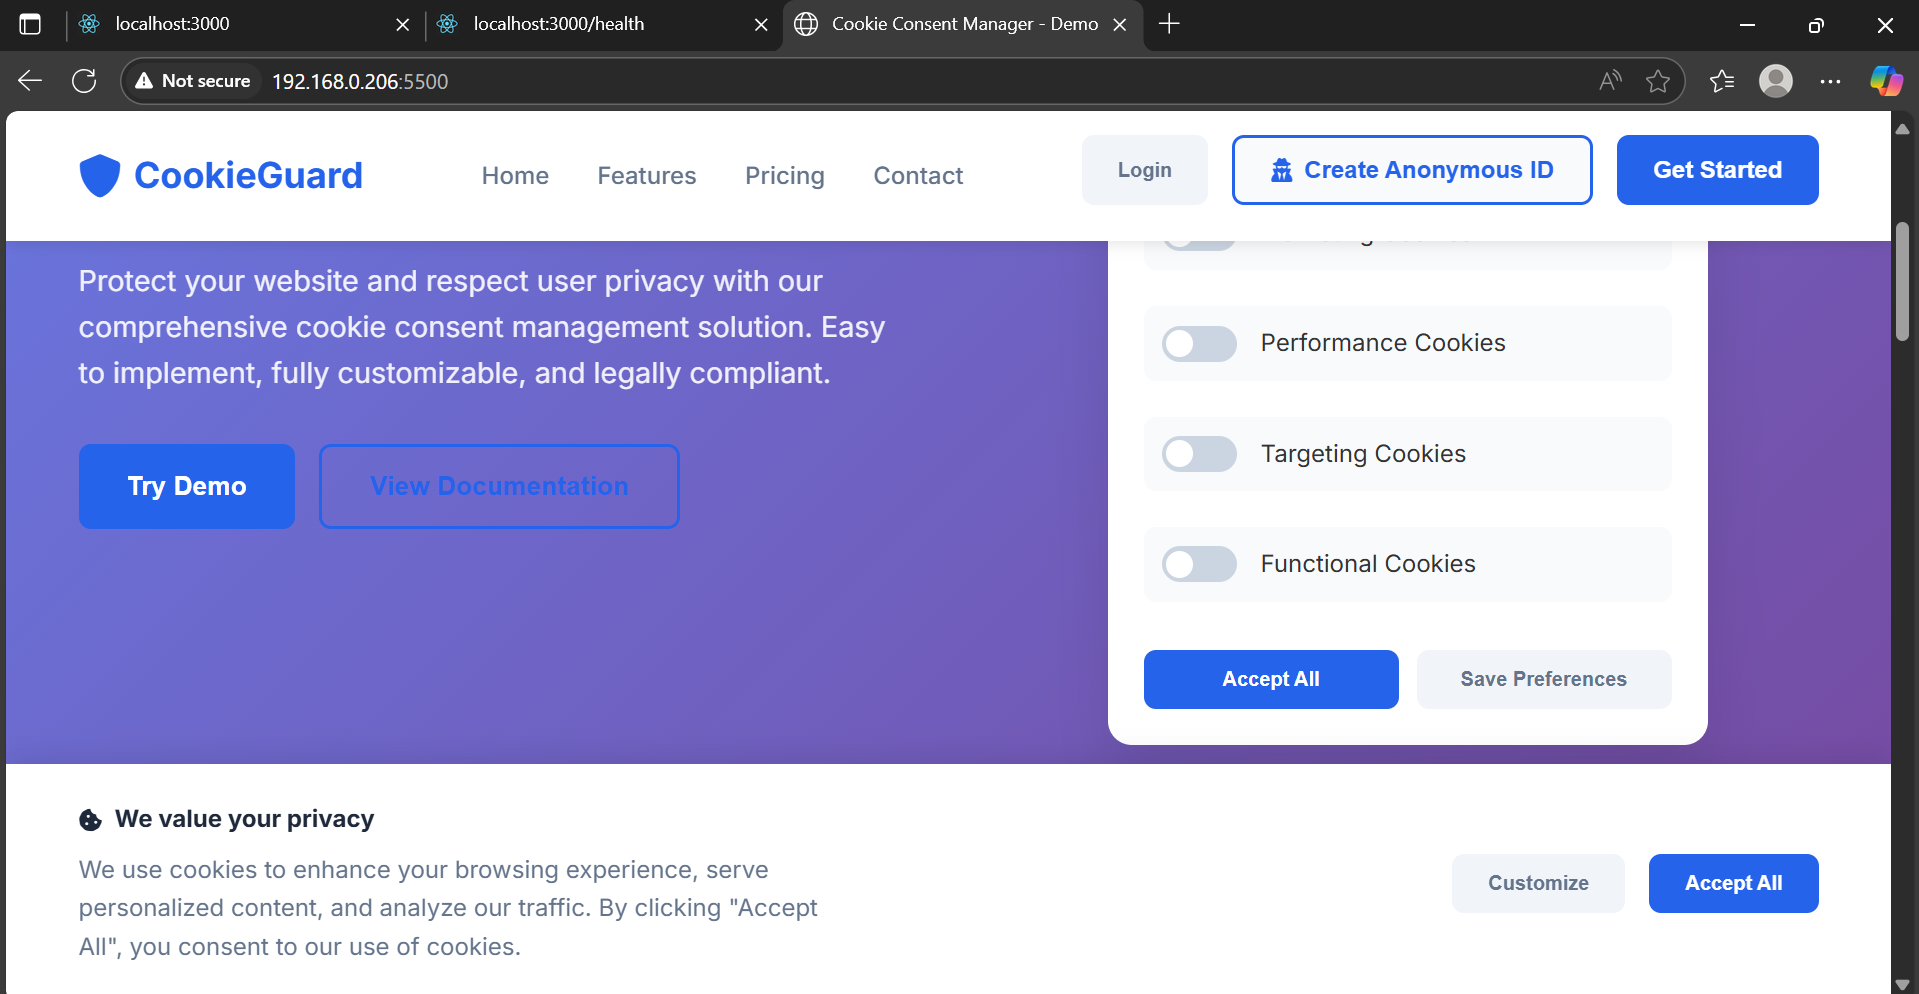 localhost:3000
localhost:3000/health
Cookie Consent Manager - Demo
Not secure
192.168.0.206:5500
CookieGuard
Home
Features
Pricing
Contact
Login
Create Anonymous ID
Get Started
Protect your website and respect user privacy with our
comprehensive cookie consent management solution. Easy
to implement, fully customizable, and legally compliant.
Try Demo
View Documentation
Performance Cookies
Targeting Cookies
Functional Cookies
Accept All
Save Preferences
We value your privacy
We use cookies to enhance your browsing experience, serve
personalized content, and analyze our traffic. By clicking "Accept
All", you consent to our use of cookies.
Customize
Accept All